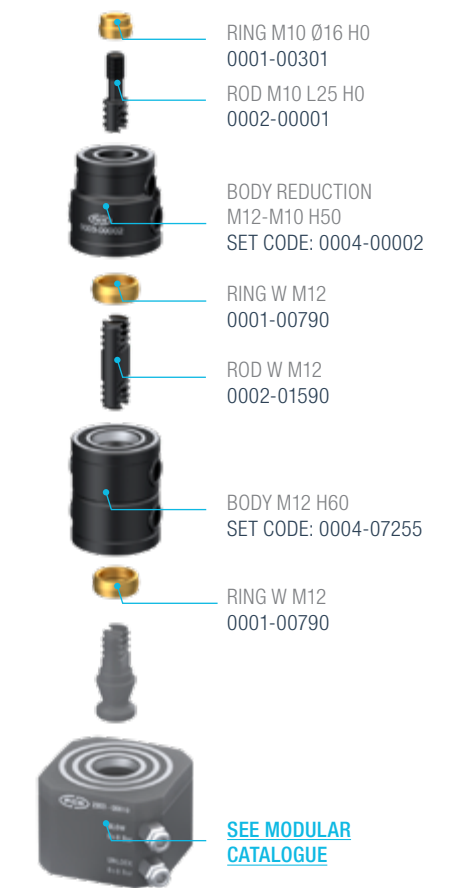 RING M10 Ø16 H0
0001-00301
ROD M10 L25 H0
0002-00001
BODY REDUCTION
M12-M10 H50
SET CODE: 0004-00002
RING W M12
0001-00790
ROD W M12
0002-01590
BODY M12 H60
SET CODE: 0004-07255
RING W M12
0001-00790
SEE MODULAR
CATALOGUE